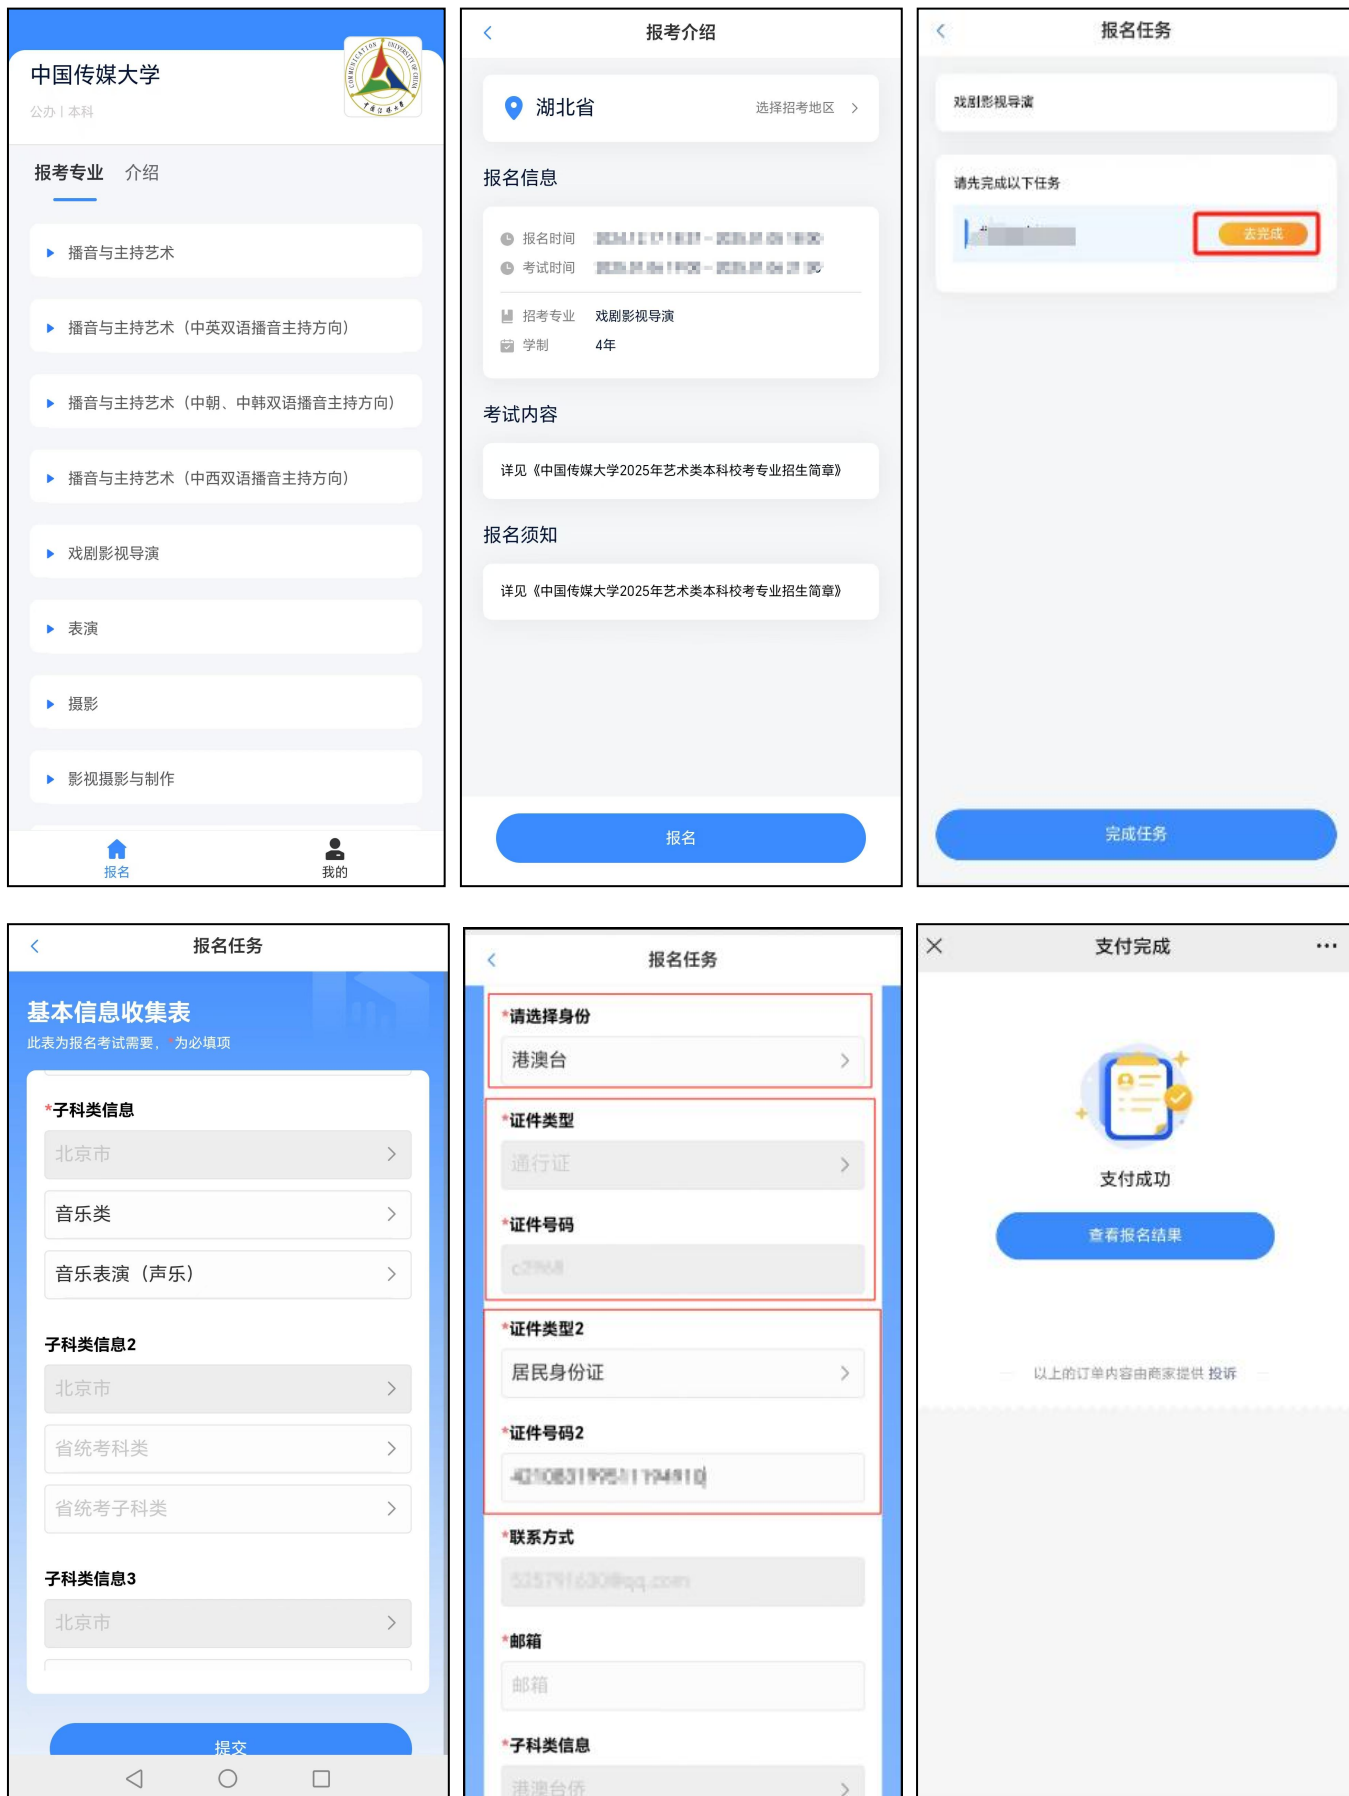 中国传媒大学
公办 | 本科
报考专业 介绍
播音与主持艺术
播音与主持艺术（中英双语播音主持方向）
播音与主持艺术（中朝、中韩双语播音主持方向）
播音与主持艺术（中西双语播音主持方向）
戏剧影视导演
表演
摄影
影视摄影与制作
报名 我的
报考介绍
湖北省 选择招考地区
报名信息
报名时间
考试时间
招考专业 戏剧影视导演
学制 4年
考试内容
详见《中国传媒大学2025年艺术类本科校考专业招生简章》
报名须知
详见《中国传媒大学2025年艺术类本科校考专业招生简章》
报名
报名任务
戏剧影视导演
请先完成以下任务
去完成
完成任务
报名任务
基本信息收集表
此表为报名考试需要，*为必填项
*子科类信息
北京市
音乐类
音乐表演（声乐）
子科类信息2
北京市
省统考科类
省统考子科类
子科类信息3
北京市
提交
报名任务
*请选择身份
港澳台
*证件类型
通行证
*证件号码
*证件类型2
居民身份证
*证件号码2
*联系方式
*邮箱
邮箱
*子科类信息
港澳台侨
支付完成
支付成功
查看报名结果
以上的订单内容由商家提供 投诉